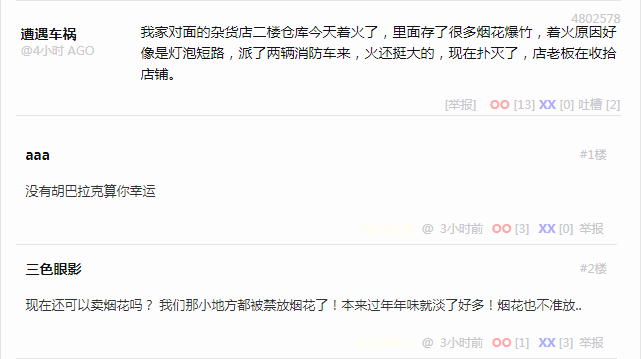 4802578
遭遇车祸
@4小时 AGO
我家对面的杂货店二楼仓库今天着火了，里面存了很多烟花爆竹，着火原因好
像是灯泡短路，派了两辆消防车来，火还挺大的，现在扑灭了，店老板在收拾
店铺。
[举报] OO [13] XX [0] 吐槽 [2]
aaa #1楼
没有胡巴拉克算你幸运
@ 3小时前 OO [3] XX [0] 举报
三色眼影 #2楼
现在还可以卖烟花吗？ 我们那小地方都被禁放烟花了！本来过年年味就淡了好多！烟花也不准放..
@ 3小时前 OO [1] XX [3] 举报